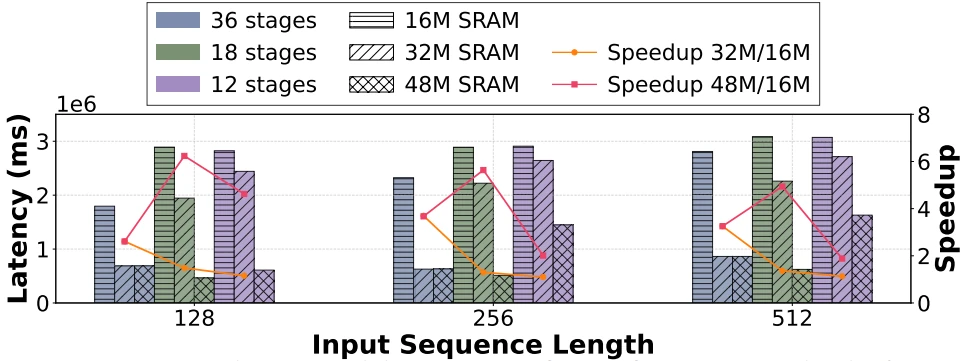 36 stages 16M SRAM
18 stages 32M SRAM Speedup 32M/16M
12 stages 48M SRAM Speedup 48M/16M
1e6
Latency (ms)
3
2
1
0
8
6
4
2
0
Speedup
128 256 512
Input Sequence Length